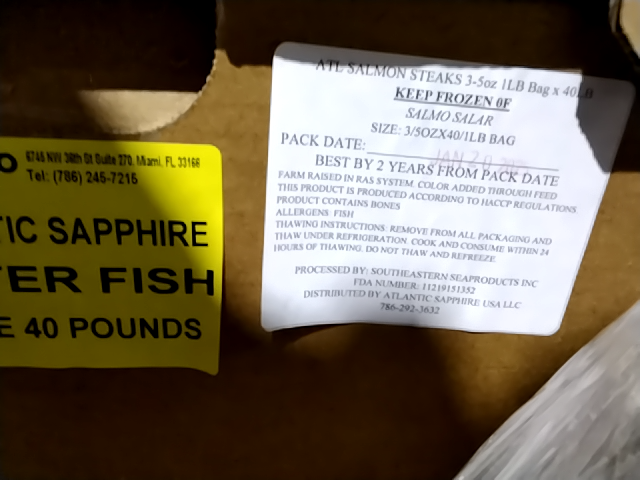 O 6745 NW 36th St Suite 270, Miami, FL 33166
Tel: (786) 245-7215
TIC SAPPHIRE
TER FISH
E 40 POUNDS
ATL SALMON STEAKS 3-5oz 1LB Bag x 40LB
KEEP FROZEN 0F
SALMO SALAR
SIZE: 3/5OZX40/1LB BAG
PACK DATE: JAN 20
BEST BY 2 YEARS FROM PACK DATE
FARM RAISED IN RAS SYSTEM. COLOR ADDED THROUGH FEED
THIS PRODUCT IS PRODUCED ACCORDING TO HACCP REGULATIONS
PRODUCT CONTAINS BONES
ALLERGENS: FISH
THAWING INSTRUCTIONS: REMOVE FROM ALL PACKAGING AND
THAW UNDER REFRIGERATION. COOK AND CONSUME WITHIN 24
HOURS OF THAWING. DO NOT THAW AND REFREEZE
PROCESSED BY: SOUTHEASTERN SEAPRODUCTS INC
FDA NUMBER: 11219151352
DISTRIBUTED BY ATLANTIC SAPPHIRE USA LLC
786-292-3632